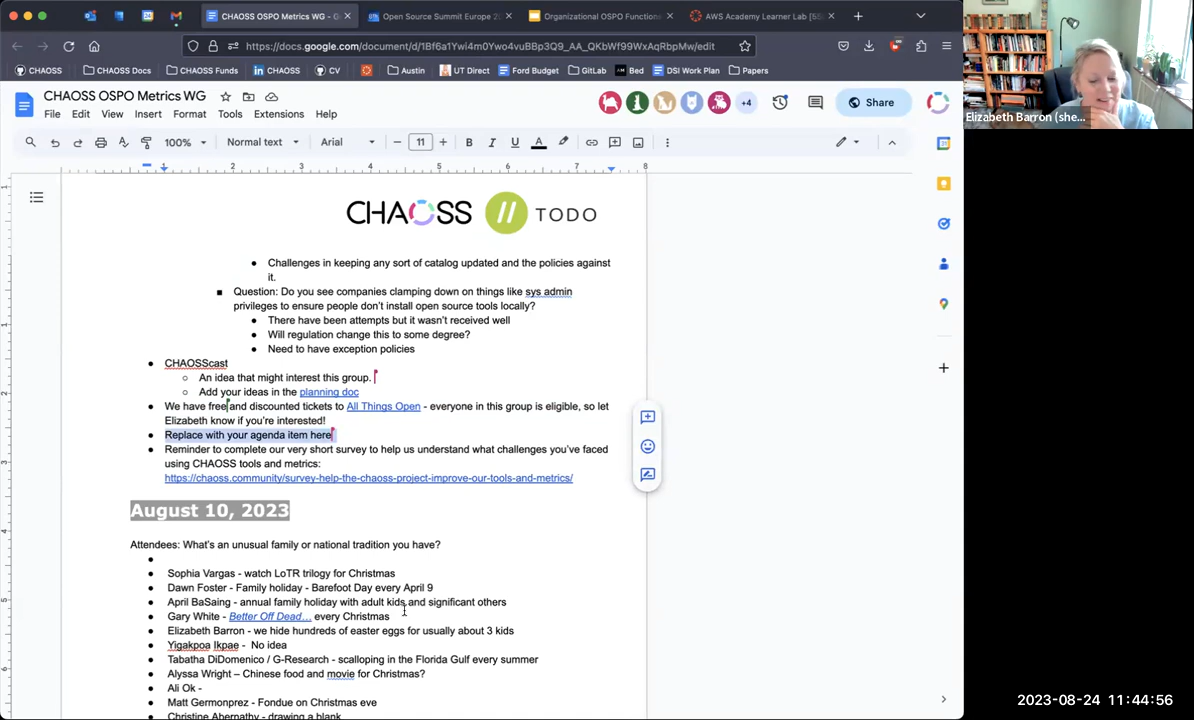 CHAOSS OSPO Metrics WG - G
Open Source Summit Europe 2
Organizational OSPO Function
AWS Academy Learner Lab [55
https://docs.google.com/document/d/1Bf6a1Ywi4m0Ywo4vuBBp3Q9_AA_QKbWf99WxAqRbpMw/edit
CHAOSS
CHAOSS Docs
CHAOSS Funds
CHAOSS
CV
Austin
UT Direct
Ford Budget
GitLab
Bed
DSI Work Plan
Papers
CHAOSS OSPO Metrics WG
File Edit View Insert Format Tools Extensions Help
+4
Share
100%
Normal text
Arial
11
B I U A
2 3 4 5 6 7 8
CHAOSS // TODO
Challenges in keeping any sort of catalog updated and the policies against
it.
Question: Do you see companies clamping down on things like sys admin
privileges to ensure people don't install open source tools locally?
There have been attempts but it wasn't received well
Will regulation change this to some degree?
Need to have exception policies
CHAOSScast
An idea that might interest this group.
Add your ideas in the planning doc
We have free and discounted tickets to All Things Open - everyone in this group is eligible, so let
Elizabeth know if you're interested!
Replace with your agenda item here
Reminder to complete our very short survey to help us understand what challenges you've faced
using CHAOSS tools and metrics:
https://chaoss.community/survey-help-the-chaoss-project-improve-our-tools-and-metrics/
August 10, 2023
Attendees: What's an unusual family or national tradition you have?
Sophia Vargas - watch LoTR trilogy for Christmas
Dawn Foster - Family holiday - Barefoot Day every April 9
April BaSaing - annual family holiday with adult kids and significant others
Gary White - Better Off Dead... every Christmas
Elizabeth Barron - we hide hundreds of easter eggs for usually about 3 kids
Yigakpoa Ikpae - No idea
Tabatha DiDomenico / G-Research - scalloping in the Florida Gulf every summer
Alyssa Wright – Chinese food and movie for Christmas?
Ali Ok -
Matt Germonprez - Fondue on Christmas eve
Christine Abernathy - drawing a blank
Elizabeth Barron (she...
2023-08-24 11:44:56